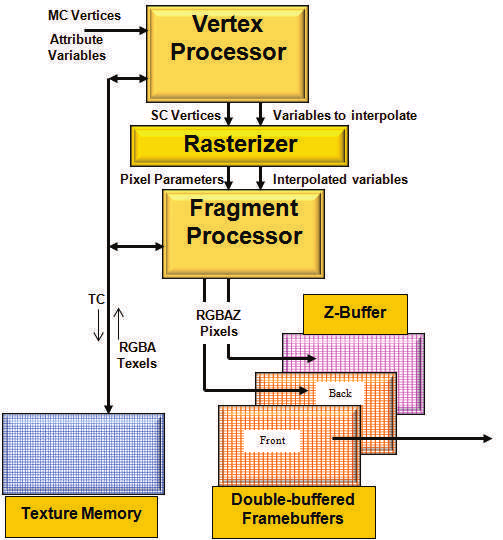 MC Vertices
Attribute
Variables
Vertex
Processor
SC Vertices
Variables to interpolate
Rasterizer
Pixel Parameters
Interpolated variables
Fragment
Processor
TC
RGBA
Texels
RGBAZ
Pixels
Z-Buffer
Back
Front
Texture Memory
Double-buffered
Framebuffers